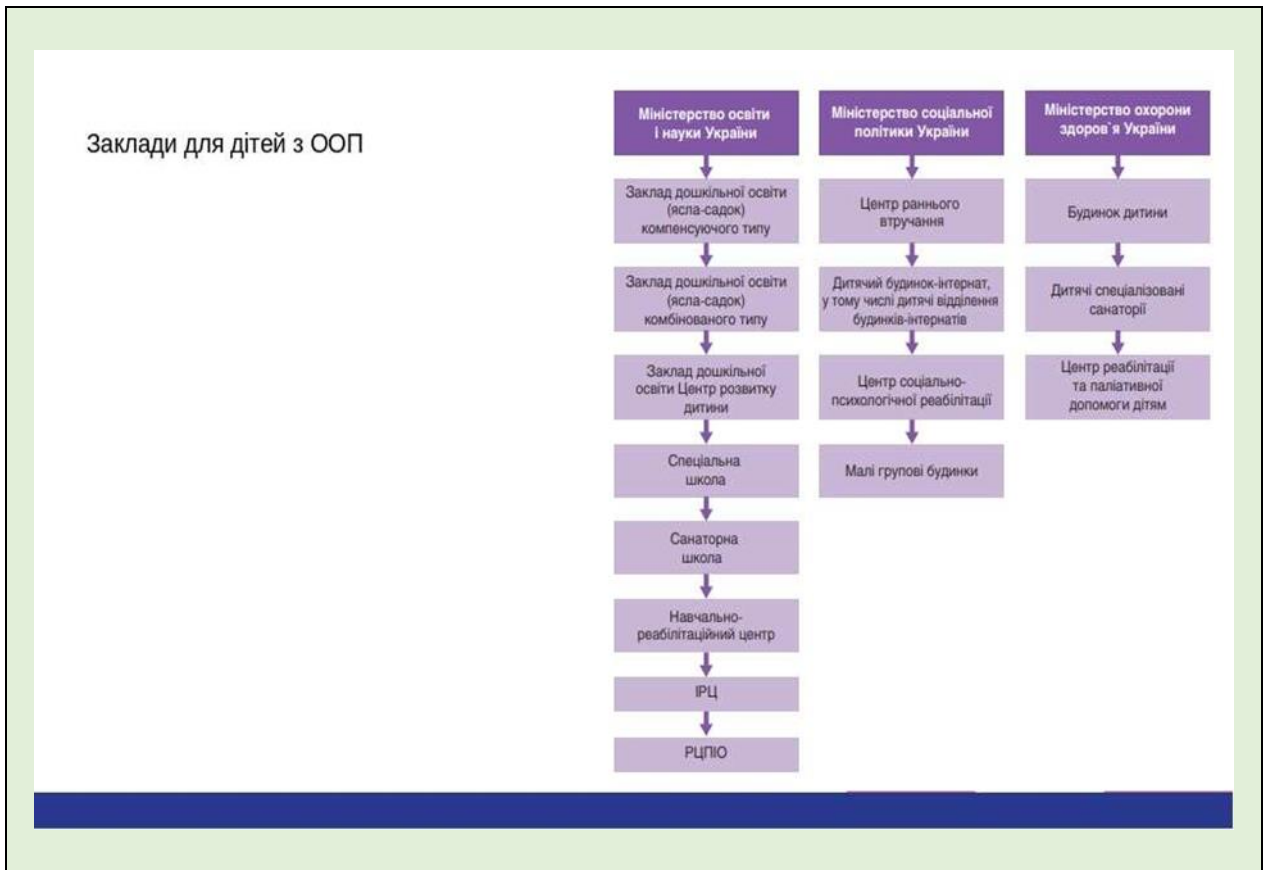 Заклади для дітей з ООП
Міністерство освіти
і науки України
Заклад дошкільної освіти
(ясла-садок)
компенсуючого типу
Заклад дошкільної освіти
(ясла-садок)
комбінованого типу
Заклад дошкільної
освіти Центр розвитку
дитини
Спеціальна
школа
Санаторна
школа
Навчально-
реабілітаційний центр
ІРЦ
РЦПІО
Міністерство соціальної
політики України
Центр раннього
втручання
Дитячий будинок-інтернат,
у тому числі дитячі відділення
будинків-інтернатів
Центр соціально-
психологічної реабілітації
Малі групові будинки
Міністерство охорони
здоров`я України
Будинок дитини
Дитячі спеціалізовані
санаторії
Центр реабілітації
та паліативної
допомоги дітям